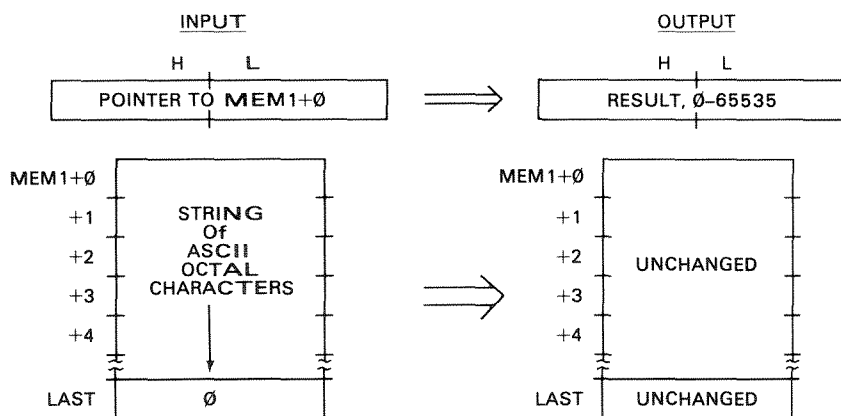 INPUT
OUTPUT
H L
H L
POINTER TO MEM1+Ø
RESULT, Ø–65535
MEM1+Ø
+1
+2
+3
+4
LAST
STRING
Of
ASCII
OCTAL
CHARACTERS
Ø
MEM1+Ø
+1
+2
+3
+4
LAST
UNCHANGED
UNCHANGED